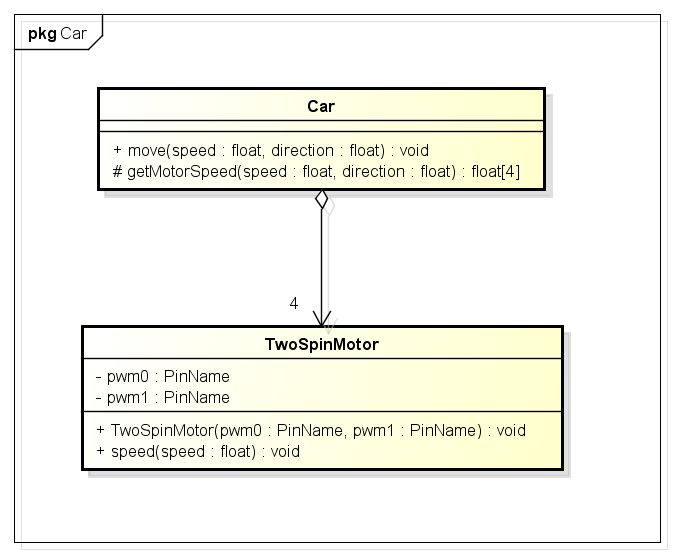 pkg Car
Car
+ move(speed : float, direction : float) : void
# getMotorSpeed(speed : float, direction : float) : float[4]
4
TwoSpinMotor
- pwm0 : PinName
- pwm1 : PinName
+ TwoSpinMotor(pwm0 : PinName, pwm1 : PinName) : void
+ speed(speed : float) : void